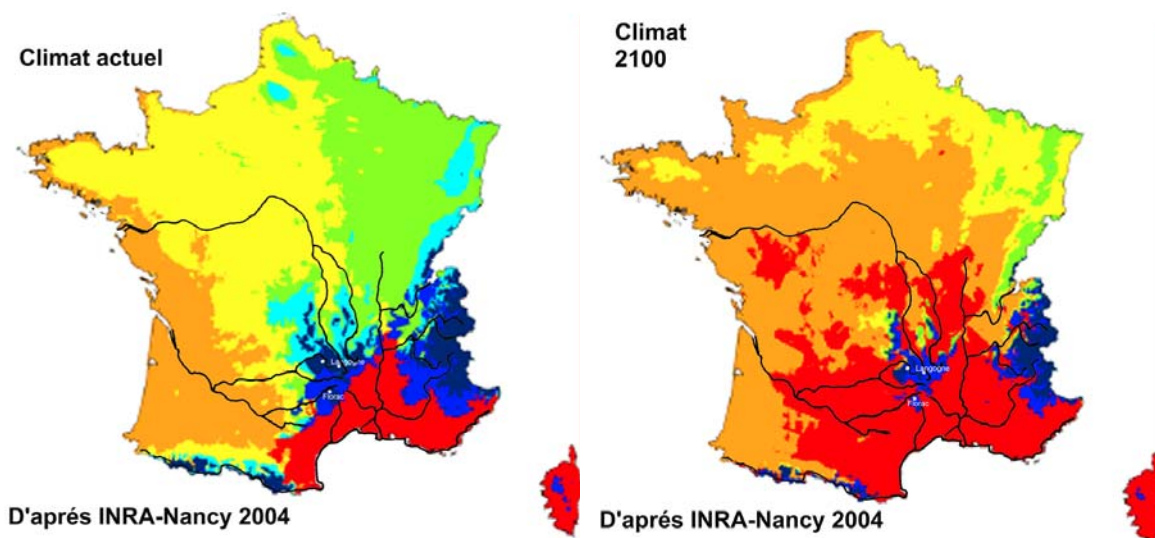 Climat actuel
Langogne
Florac
D'aprés INRA-Nancy 2004
Climat
2100
Langogne
Florac
D'aprés INRA-Nancy 2004